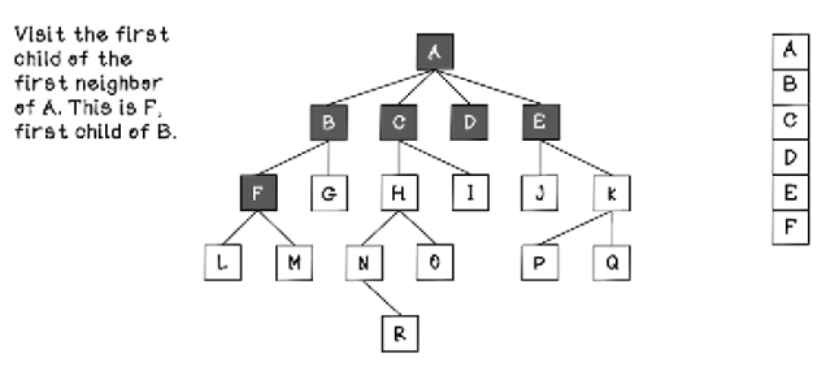 Visit the first
child of the
first neighbor
of A. This is F,
first child of B.
A
B C D E
F G H I J K
L M N O P Q
R
A
B
C
D
E
F